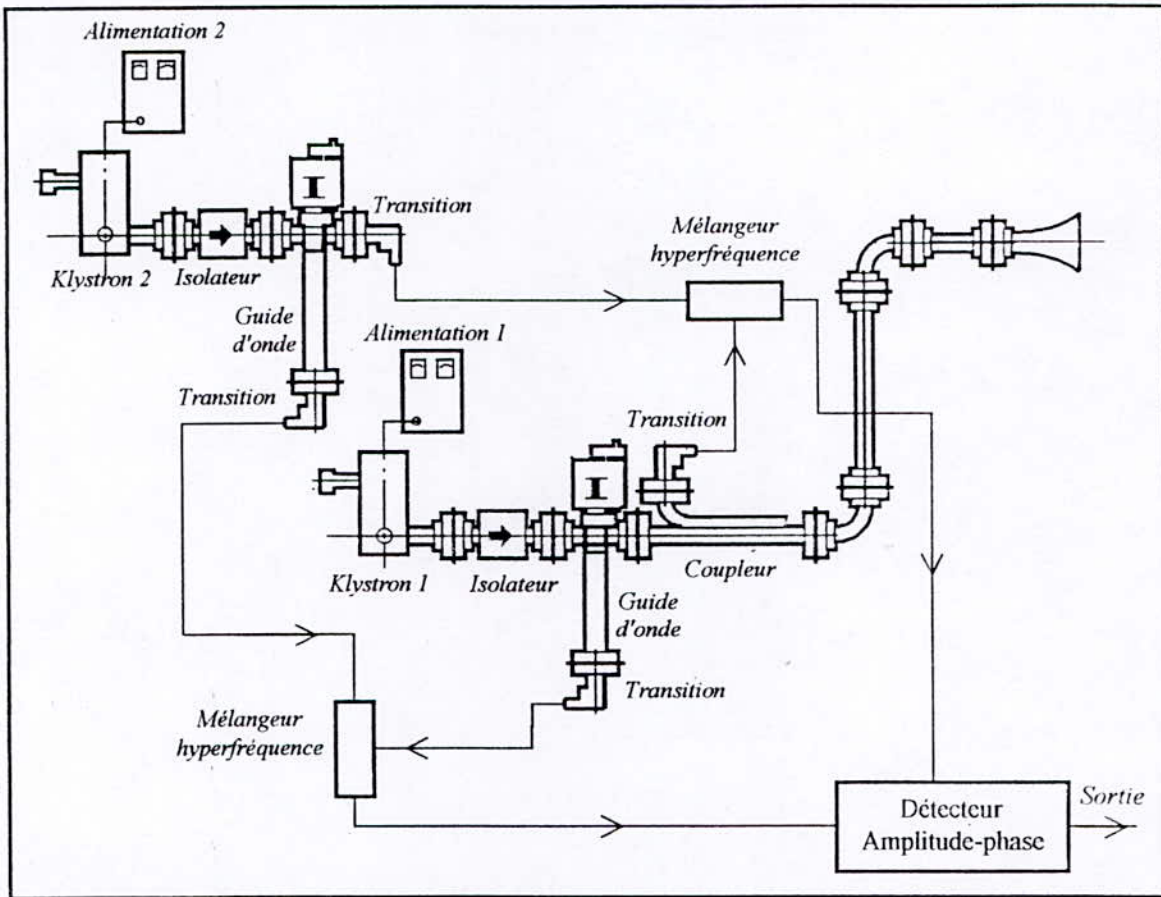 Alimentation 2
Transition
Mélangeur
hyperfréquence
Klystron 2
Isolateur
Guide
d'onde
Alimentation 1
Transition
Transition
Klystron 1
Isolateur
Coupleur
Guide
d'onde
Transition
Mélangeur
hyperfréquence
Détecteur
Amplitude-phase
Sortie